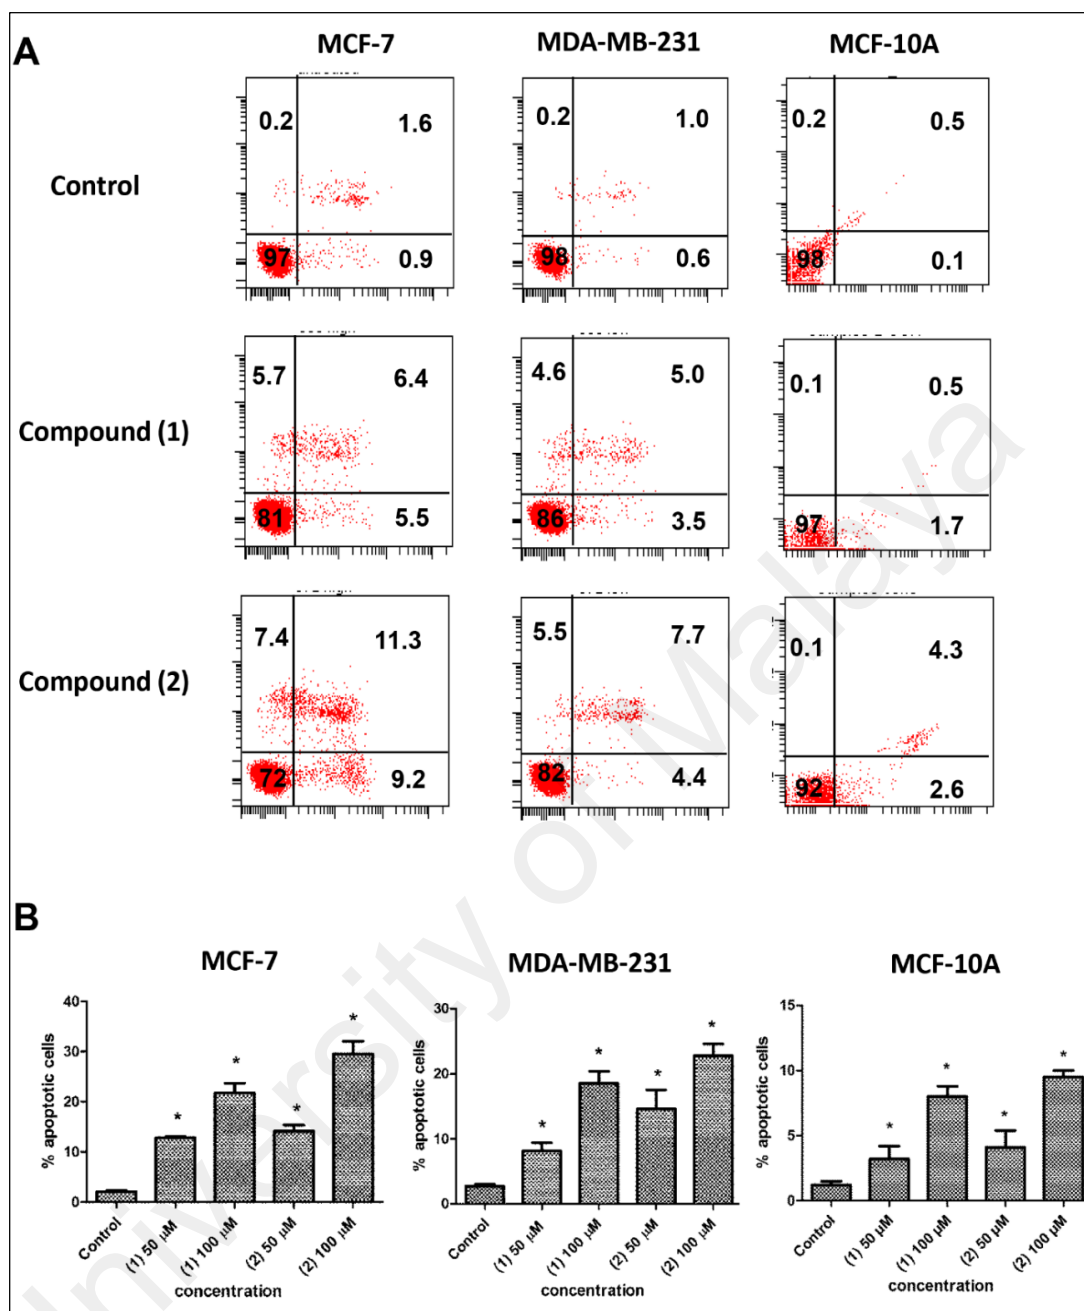 A
MCF-7 MDA-MB-231 MCF-10A
Control
0.2 1.6 0.2 1.0 0.2 0.5
97 0.9 98 0.6 98 0.1
Compound (1)
5.7 6.4 4.6 5.0 0.1 0.5
81 5.5 86 3.5 97 1.7
Compound (2)
7.4 11.3 5.5 7.7 0.1 4.3
72 9.2 82 4.4 92 2.6
B
MCF-7
% apoptotic cells
40
30
20
10
0
* * * *
Control (1) 50 µM (1) 100 µM (2) 50 µM (2) 100 µM
concentration
MDA-MB-231
% apoptotic cells
30
20
10
0
* * * *
Control (1) 50 µM (1) 100 µM (2) 50 µM (2) 100 µM
concentration
MCF-10A
% apoptotic cells
15
10
5
0
* * * *
Control (1) 50 µM (1) 100 µM (2) 50 µM (2) 100 µM
concentration
University of Malaya